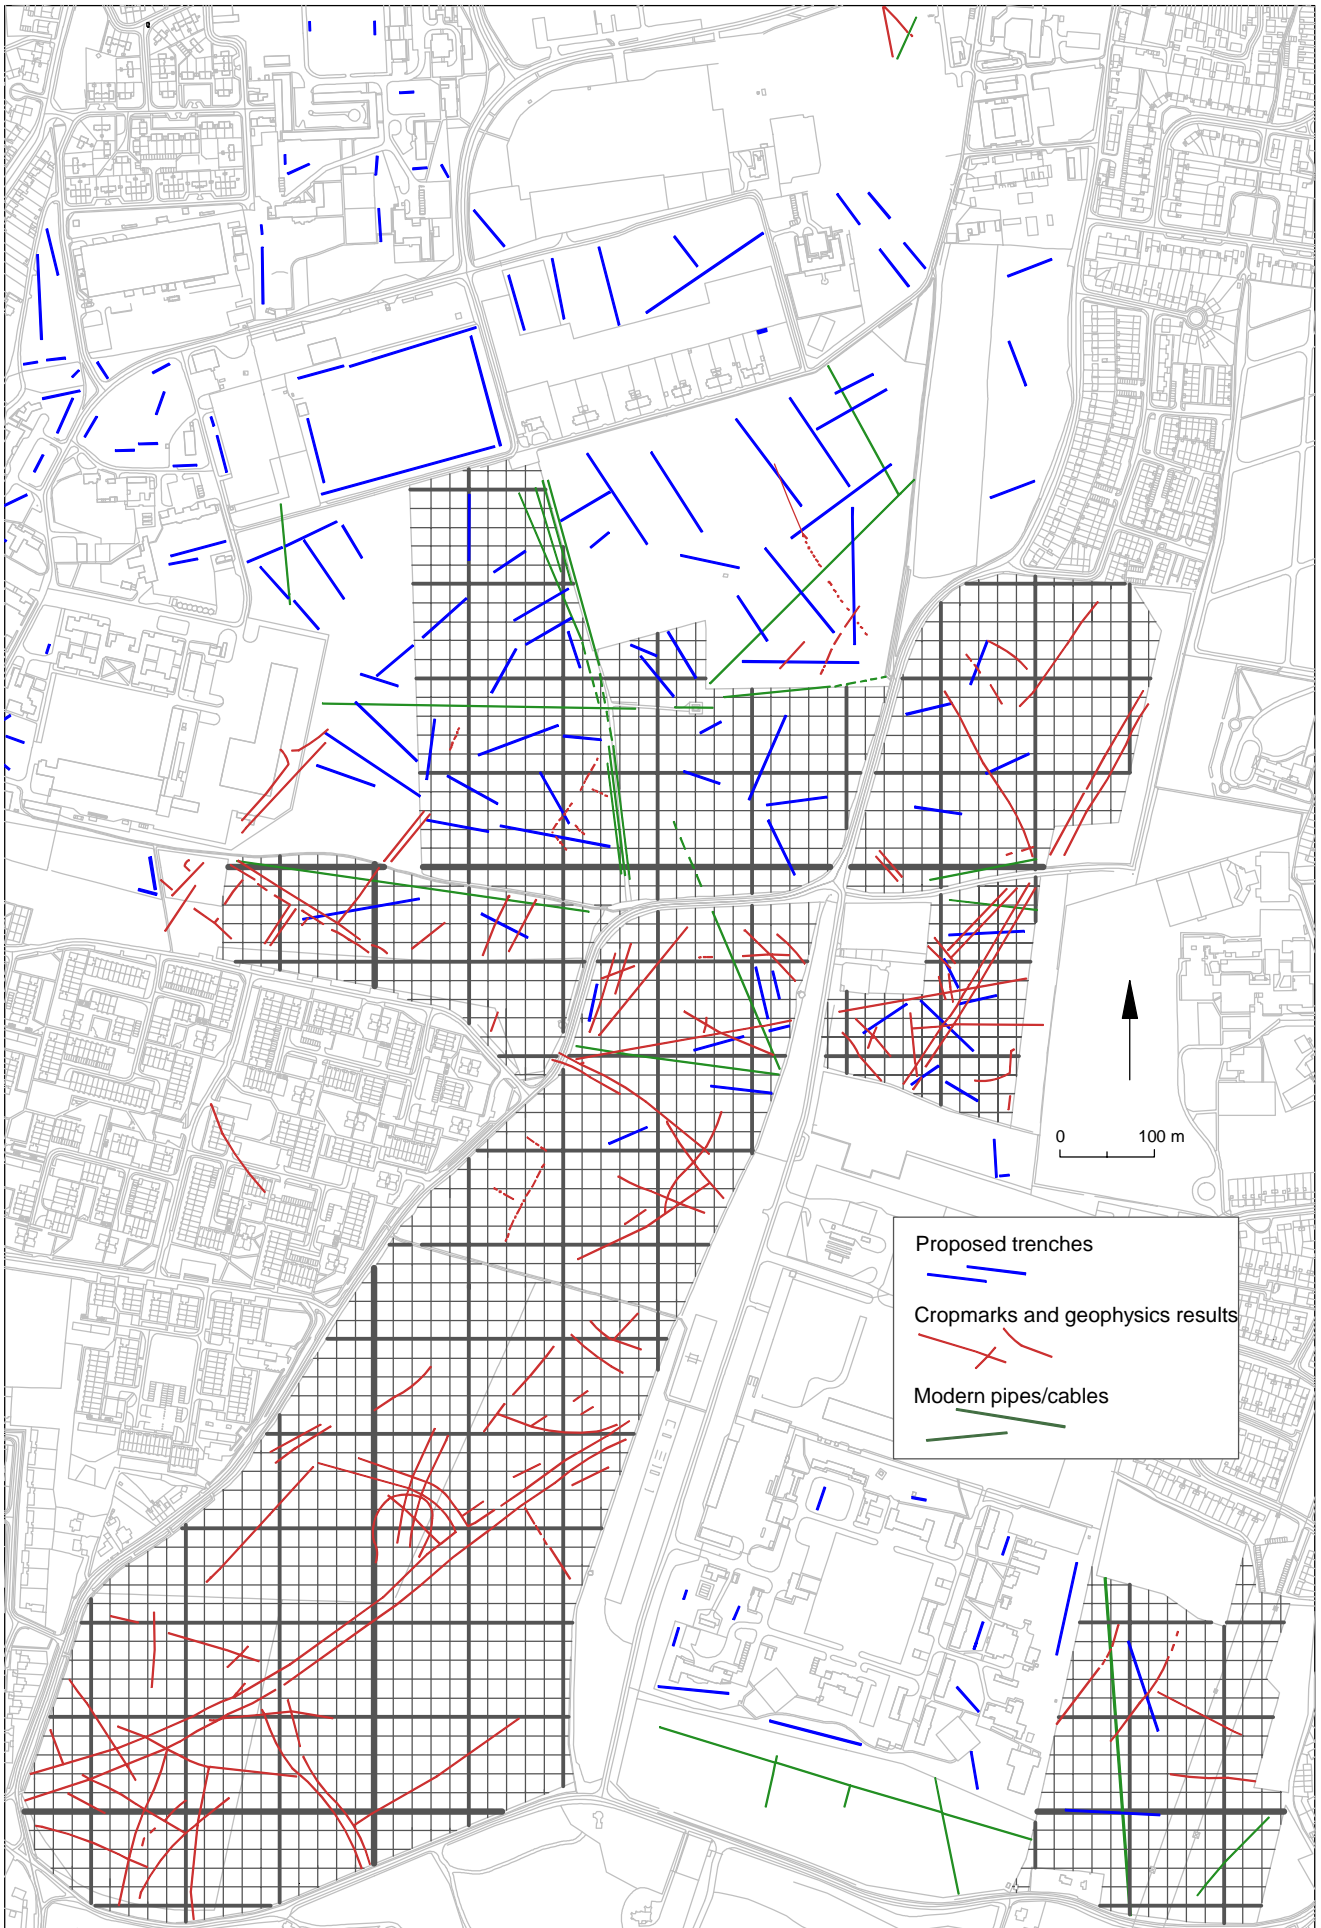 0 100 m
Proposed trenches
Cropmarks and geophysics results
Modern pipes/cables